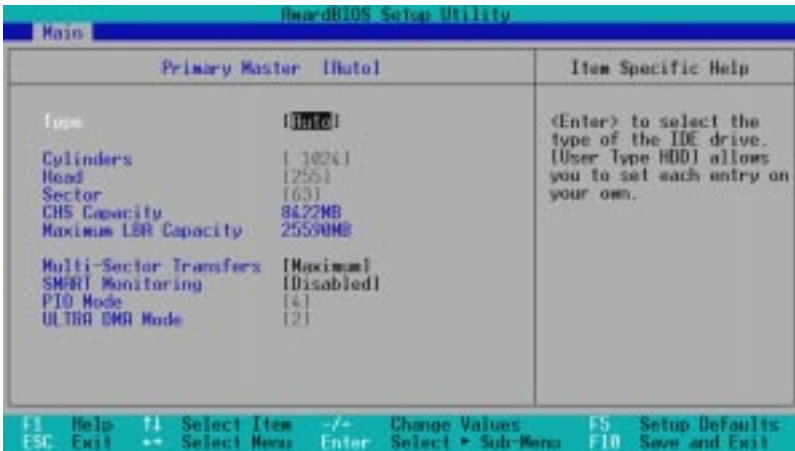 AwardBIOS Setup Utility
Main
Primary Master [Auto]
Item Specific Help
Type [Auto]
Cylinders [ 1024]
Head [255]
Sector [63]
CHS Capacity 8422MB
Maximum LBA Capacity 25590MB
Multi-Sector Transfers [Maximum]
SMART Monitoring [Disabled]
PIO Mode [4]
ULTRA DMA Mode [2]
<Enter> to select the
type of the IDE drive.
[User Type HDD] allows
you to set each entry on
your own.
F1 Help ↑↓ Select Item -/+ Change Values F5 Setup Defaults
ESC Exit ←→ Select Menu Enter Select ► Sub-Menu F10 Save and Exit